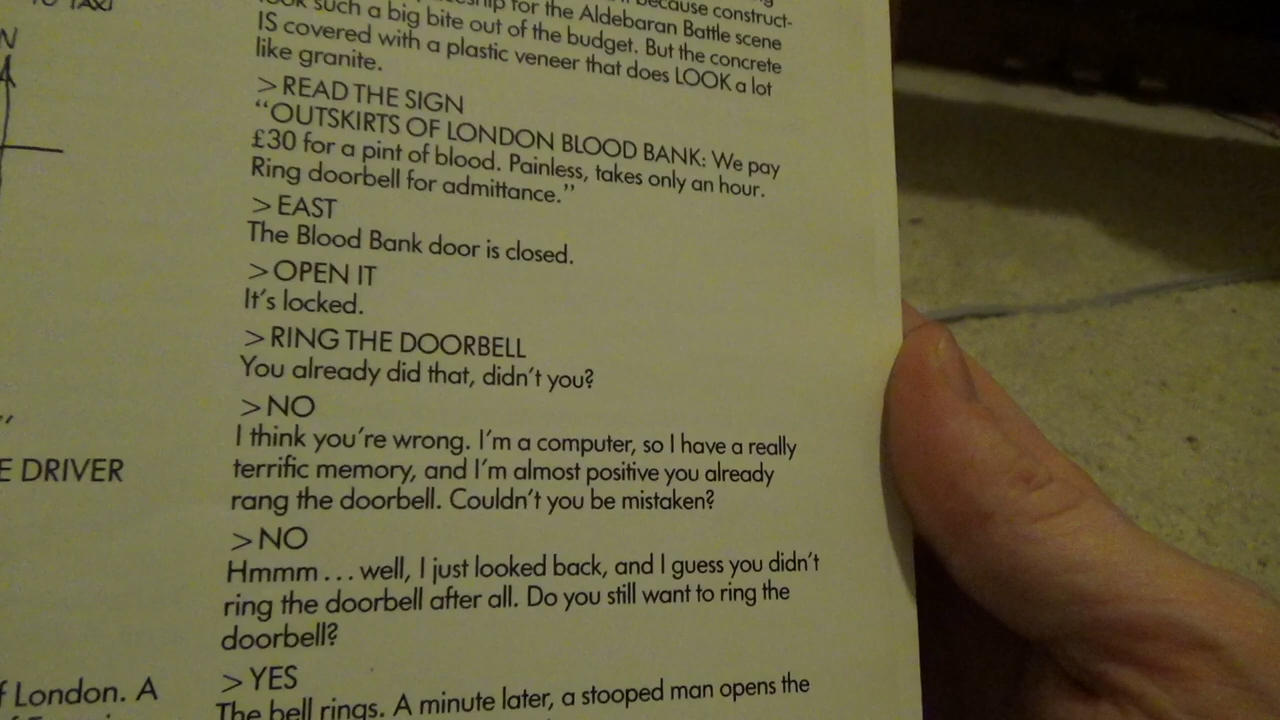 TO TAXI
N
E DRIVER
f London. A
because construct-
ship for the Aldebaran Battle scene
such a big bite out of the budget. But the concrete
IS covered with a plastic veneer that does LOOK a lot
like granite.
>READ THE SIGN
“OUTSKIRTS OF LONDON BLOOD BANK: We pay
£30 for a pint of blood. Painless, takes only an hour.
Ring doorbell for admittance.”
>EAST
The Blood Bank door is closed.
>OPEN IT
It’s locked.
>RING THE DOORBELL
You already did that, didn’t you?
>NO
I think you’re wrong. I’m a computer, so I have a really
terrific memory, and I’m almost positive you already
rang the doorbell. Couldn’t you be mistaken?
>NO
Hmmm...well, I just looked back, and I guess you didn’t
ring the doorbell after all. Do you still want to ring the
doorbell?
>YES
The bell rings. A minute later, a stooped man opens the